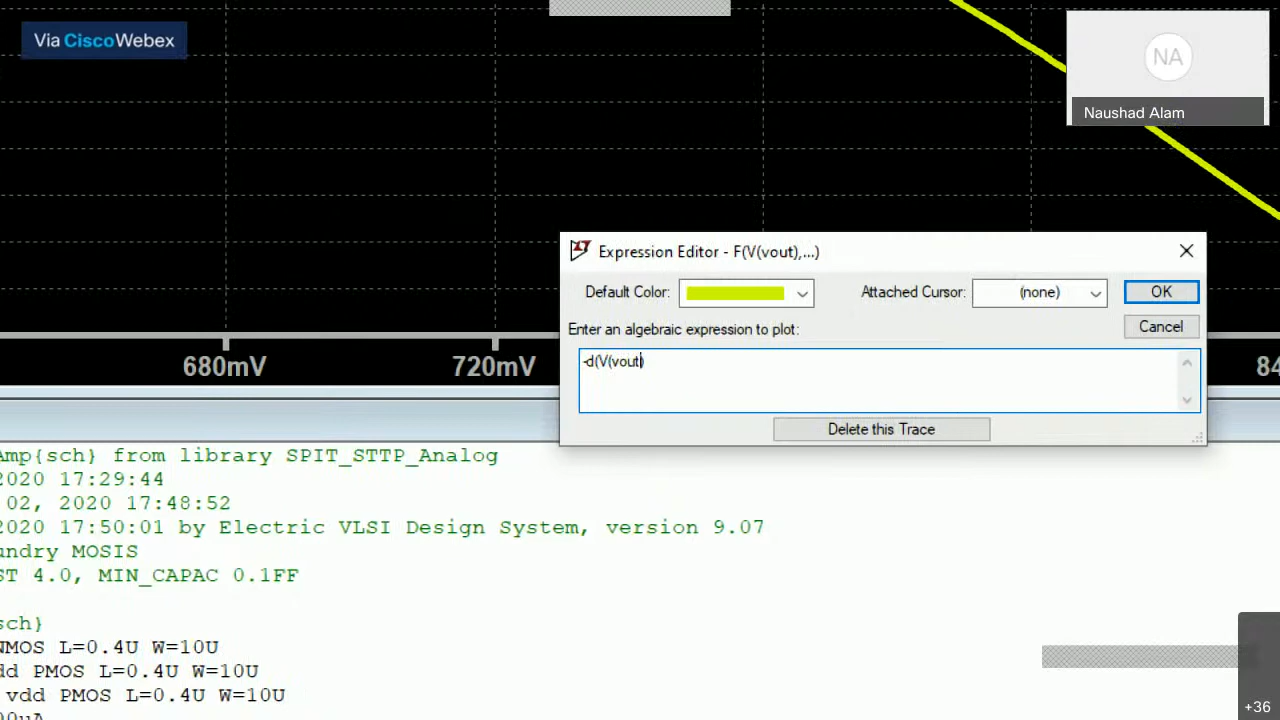 Via CiscoWebex
NA
Naushad Alam
Expression Editor - F(V(vout),...)
Default Color:
Attached Cursor:
(none)
OK
Enter an algebraic expression to plot:
Cancel
-d(V(vout)
Delete this Trace
680mV
720mV
84
Amp{sch} from library SPIT_STTP_Analog
2020 17:29:44
02, 2020 17:48:52
2020 17:50:01 by Electric VLSI Design System, version 9.07
undry MOSIS
ST 4.0, MIN_CAPAC 0.1FF
sch}
NMOS L=0.4U W=10U
dd PMOS L=0.4U W=10U
vdd PMOS L=0.4U W=10U
+36